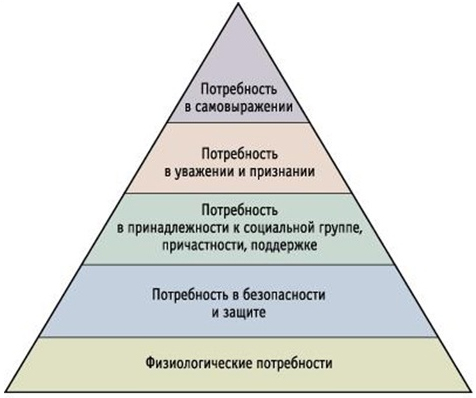 Потребность
в самовыражении
Потребность
в уважении и признании
Потребность
в принадлежности к социальной группе,
причастности, поддержке
Потребность в безопасности
и защите
Физиологические потребности